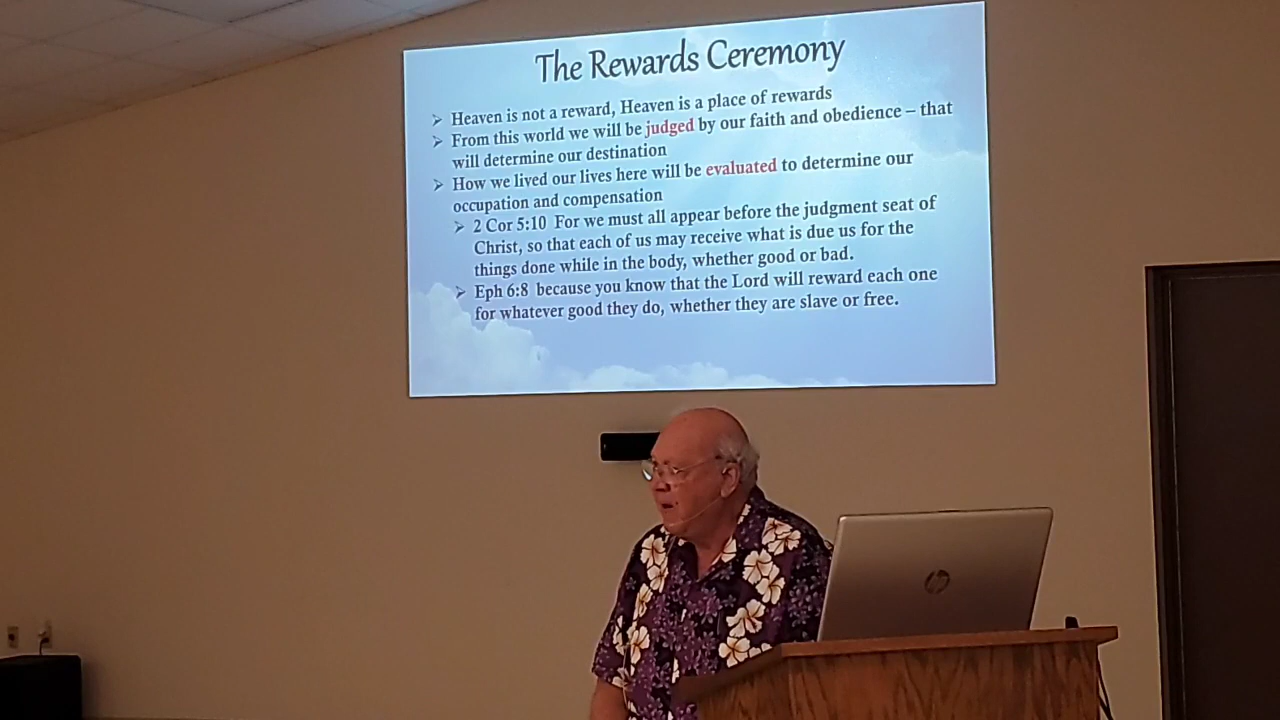 The Rewards Ceremony
➢ Heaven is not a reward, Heaven is a place of rewards
➢ From this world we will be judged by our faith and obedience – that
will determine our destination
➢ How we lived our lives here will be evaluated to determine our
occupation and compensation
➢ 2 Cor 5:10 For we must all appear before the judgment seat of
Christ, so that each of us may receive what is due us for the
things done while in the body, whether good or bad.
➢ Eph 6:8 because you know that the Lord will reward each one
for whatever good they do, whether they are slave or free.
hp